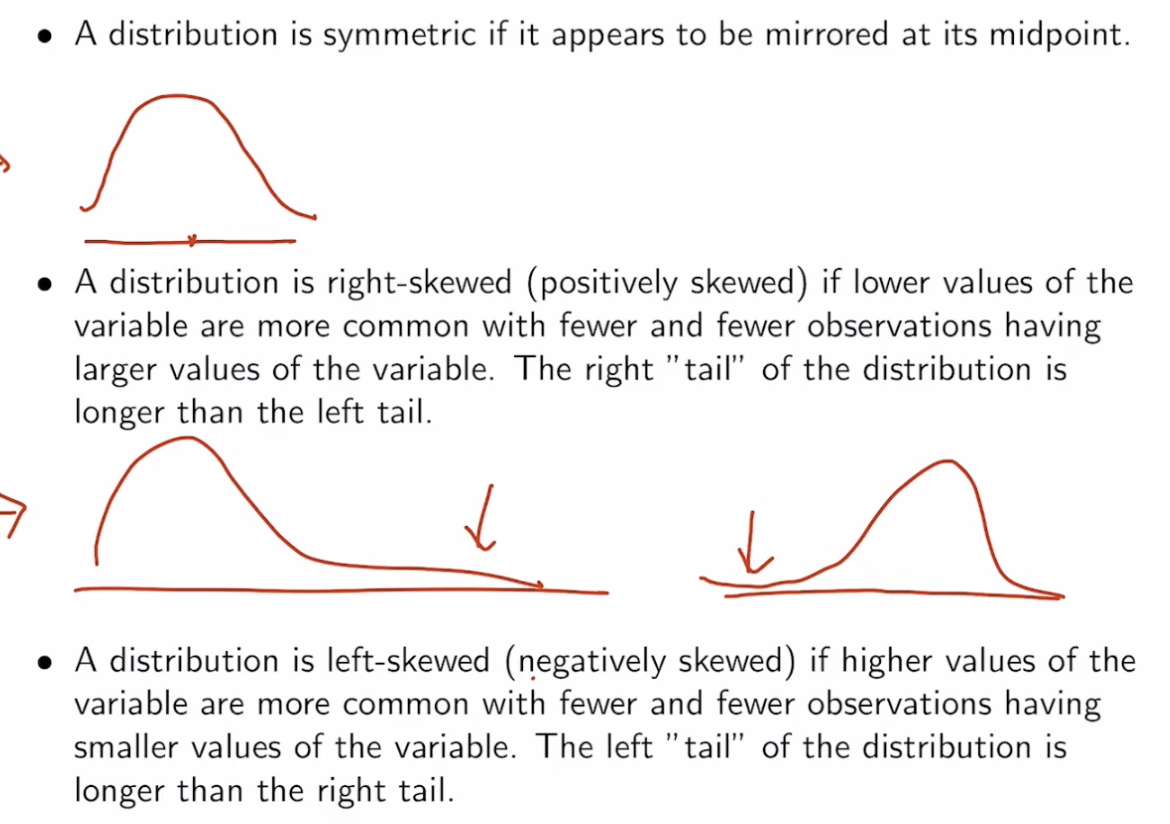 • A distribution is symmetric if it appears to be mirrored at its midpoint.
• A distribution is right-skewed (positively skewed) if lower values of the
variable are more common with fewer and fewer observations having
larger values of the variable. The right "tail" of the distribution is
longer than the left tail.
• A distribution is left-skewed (negatively skewed) if higher values of the
variable are more common with fewer and fewer observations having
smaller values of the variable. The left "tail" of the distribution is
longer than the right tail.